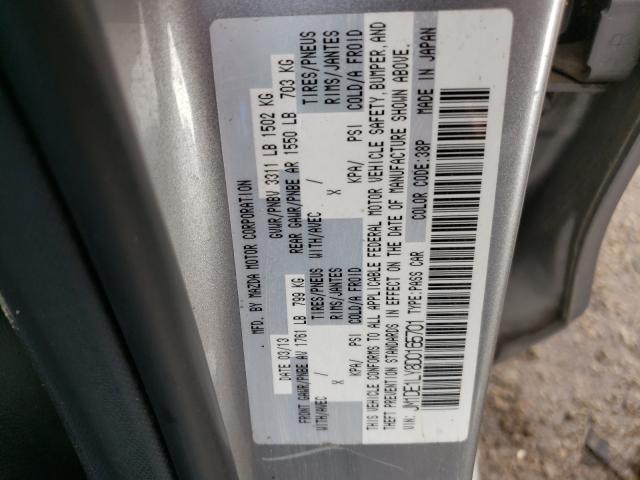 MFD. BY MAZDA MOTOR CORPORATION
DATE 03/13 GVWR/PNBV 3311 LB 1502 KG
FRONT GAWR/PNBE AV 1761 LB 799 KG REAR GAWR/PNBE AR 1550 LB 703 KG
WITH/AVEC / TIRES/PNEUS WITH/AVEC / TIRES/PNEUS
X RIMS/JANTES X RIMS/JANTES
KPA/ PSI COLD/A FROID KPA/ PSI COLD/A FROID
THIS VEHICLE CONFORMS TO ALL APPLICABLE FEDERAL MOTOR VEHICLE SAFETY, BUMPER, AND
THEFT PREVENTION STANDARDS IN EFFECT ON THE DATE OF MANUFACTURE SHOWN ABOVE.
VIN: JM1DE1LY8D0165701 TYPE:PASS CAR COLOR CODE:38P MADE IN JAPAN